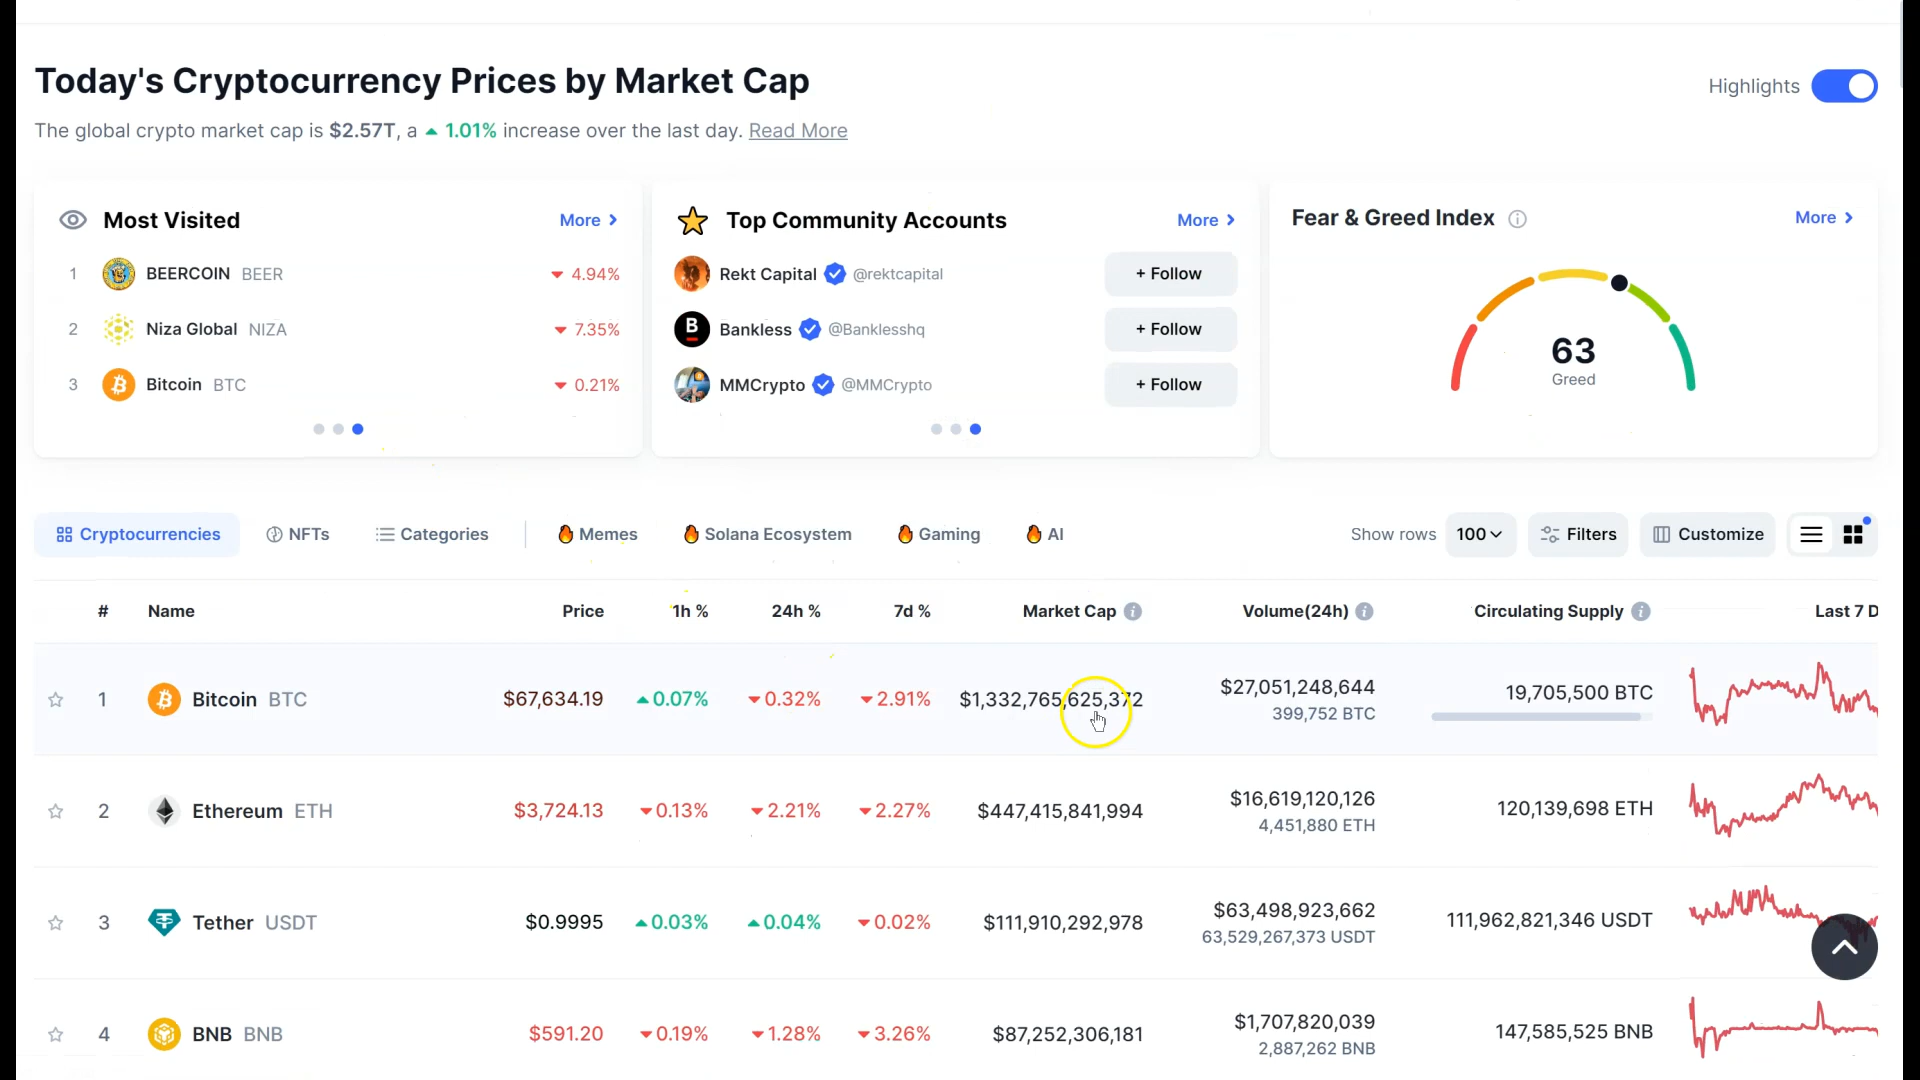 Today's Cryptocurrency Prices by Market Cap
Highlights
The global crypto market cap is $2.57T, a 1.01% increase over the last day. Read More
Most Visited More
1 BEERCOIN BEER 4.94%
2 Niza Global NIZA 7.35%
3 Bitcoin BTC 0.21%
Top Community Accounts More
Rekt Capital @rektcapital + Follow
B Bankless @Banklesshq + Follow
MMCrypto @MMCrypto + Follow
Fear & Greed Index More
63
Greed
Cryptocurrencies NFTs Categories Memes Solana Ecosystem Gaming AI Show rows 100 Filters Customize
# Name Price 1h % 24h % 7d % Market Cap Volume(24h) Circulating Supply Last 7 D
1 Bitcoin BTC $67,634.19 0.07% 0.32% 2.91% $1,332,765,625,372 $27,051,248,644 19,705,500 BTC
399,752 BTC
2 Ethereum ETH $3,724.13 0.13% 2.21% 2.27% $447,415,841,994 $16,619,120,126 120,139,698 ETH
4,451,880 ETH
3 Tether USDT $0.9995 0.03% 0.04% 0.02% $111,910,292,978 $63,498,923,662 111,962,821,346 USDT
63,529,267,373 USDT
4 BNB BNB $591.20 0.19% 1.28% 3.26% $87,252,306,181 $1,707,820,039 147,585,525 BNB
2,887,262 BNB